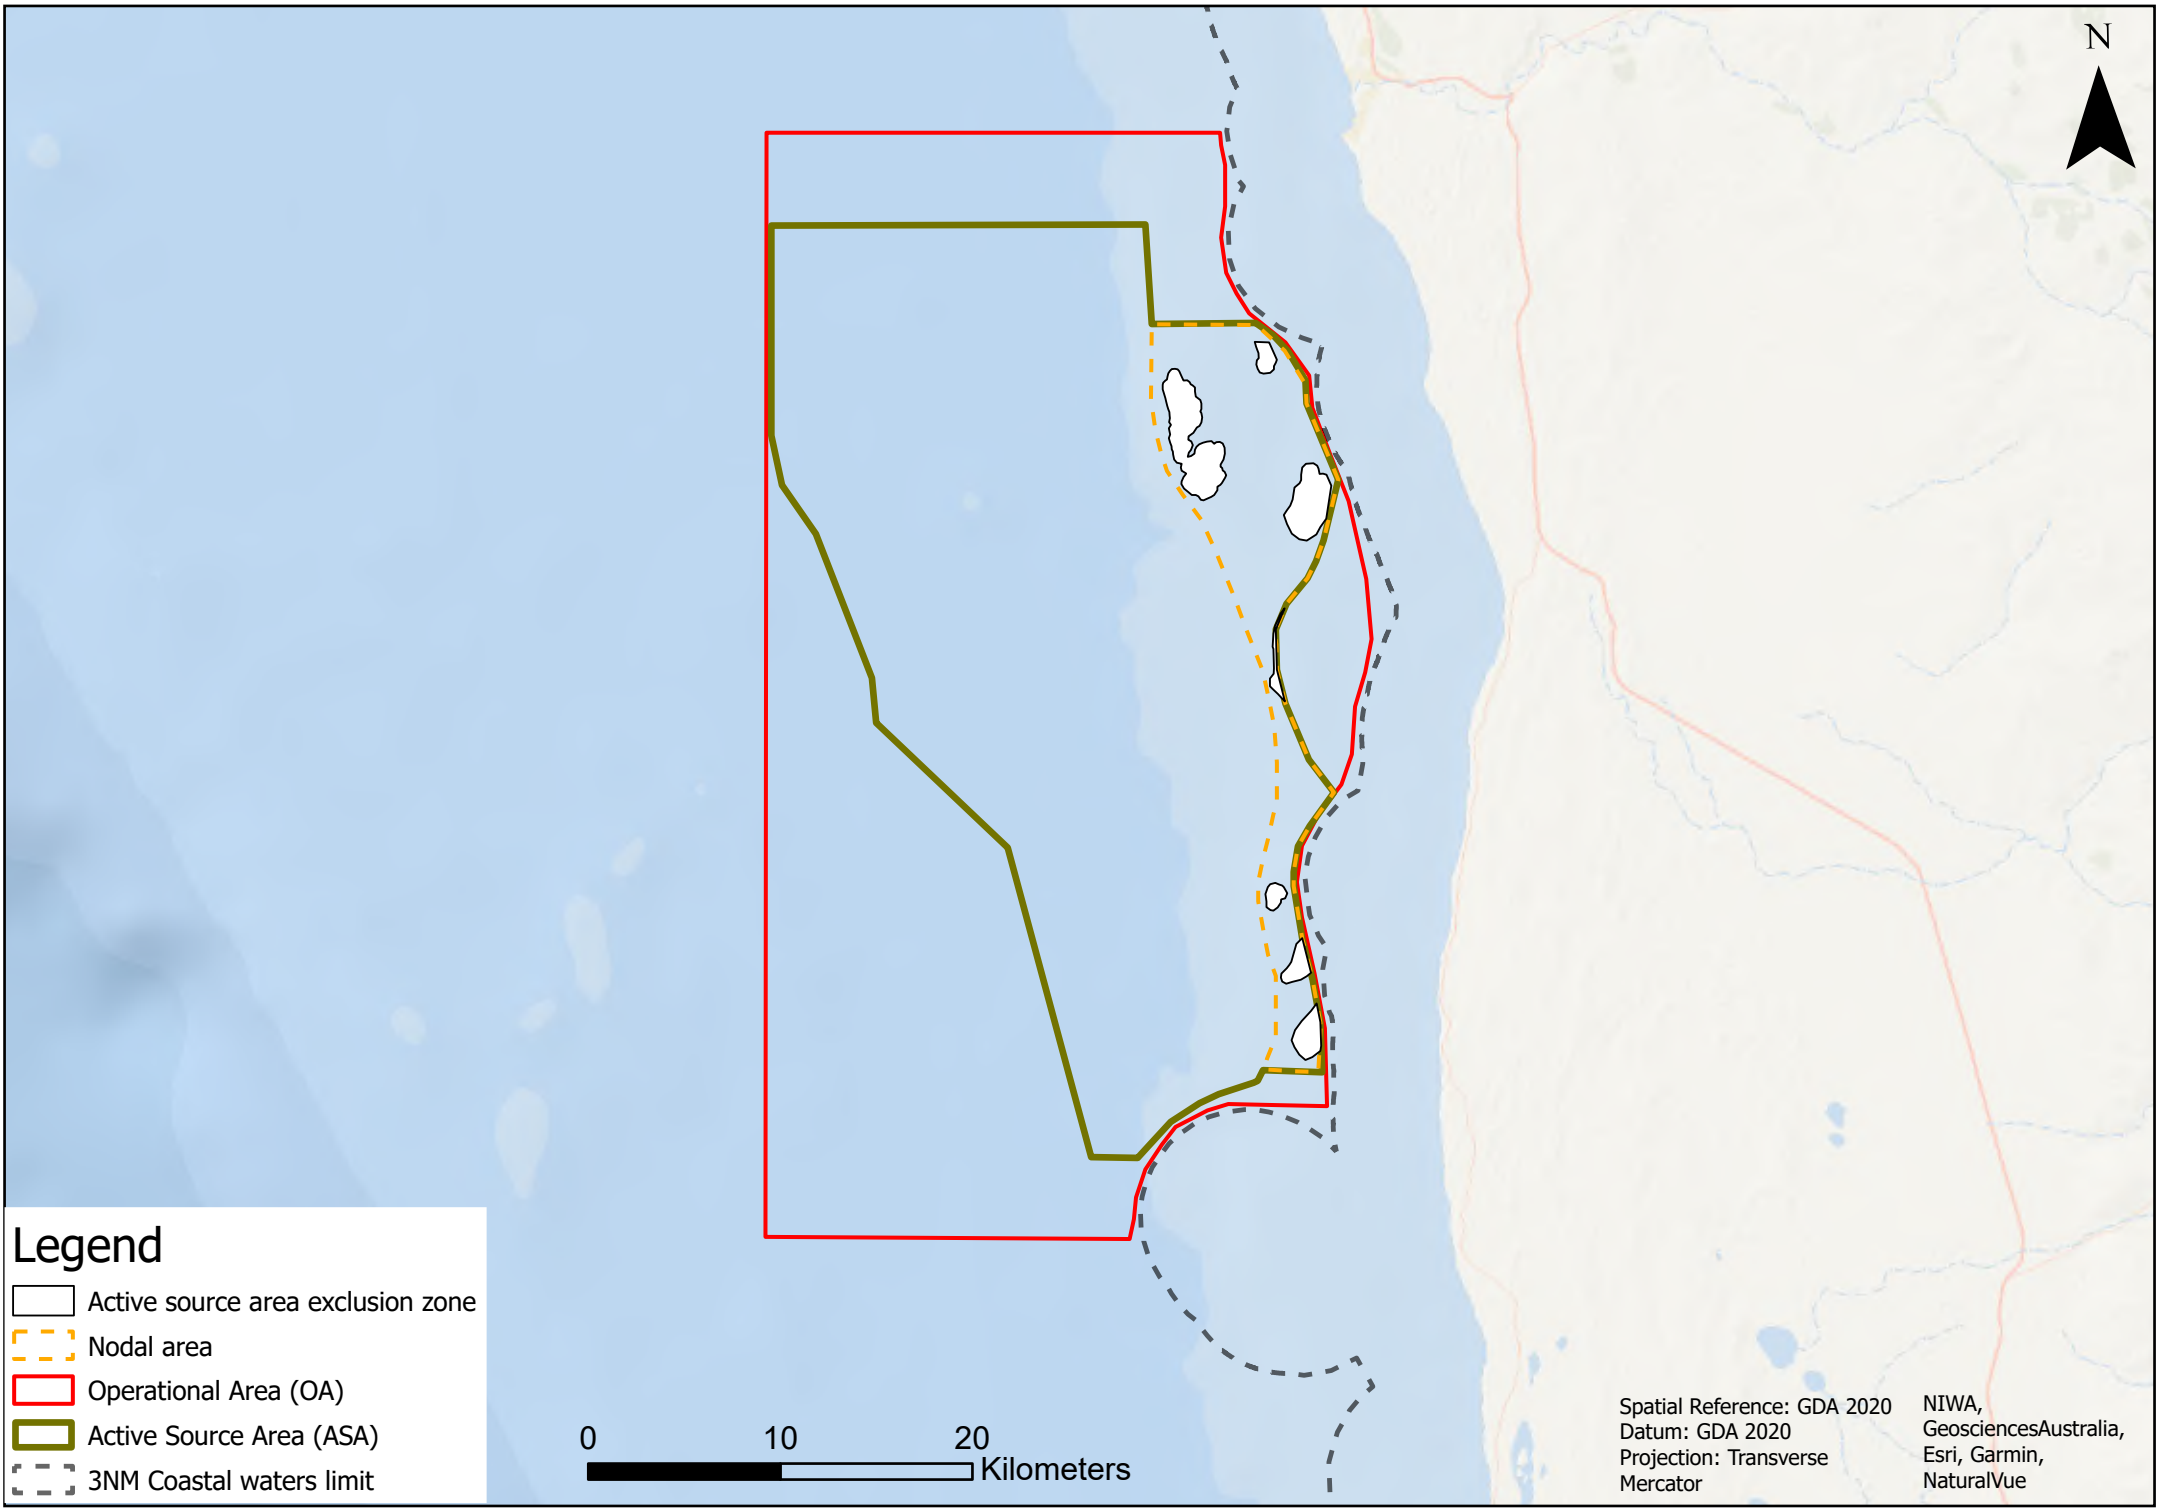 N
Legend
Active source area exclusion zone
Nodal area
Operational Area (OA)
Active Source Area (ASA)
3NM Coastal waters limit
0 10 20
Kilometers
Spatial Reference: GDA 2020
Datum: GDA 2020
Projection: Transverse
Mercator
NIWA,
GeosciencesAustralia,
Esri, Garmin,
NaturalVue